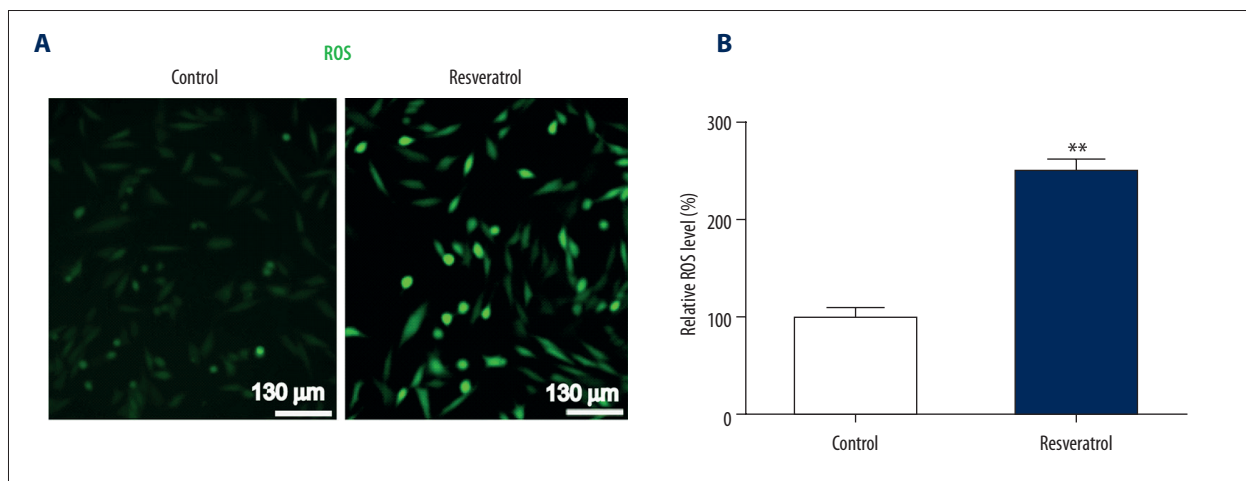 A
ROS
Control
Resveratrol
130 µm
130 µm
B
Relative ROS level (%)
300
200
100
0
**
Control
Resveratrol